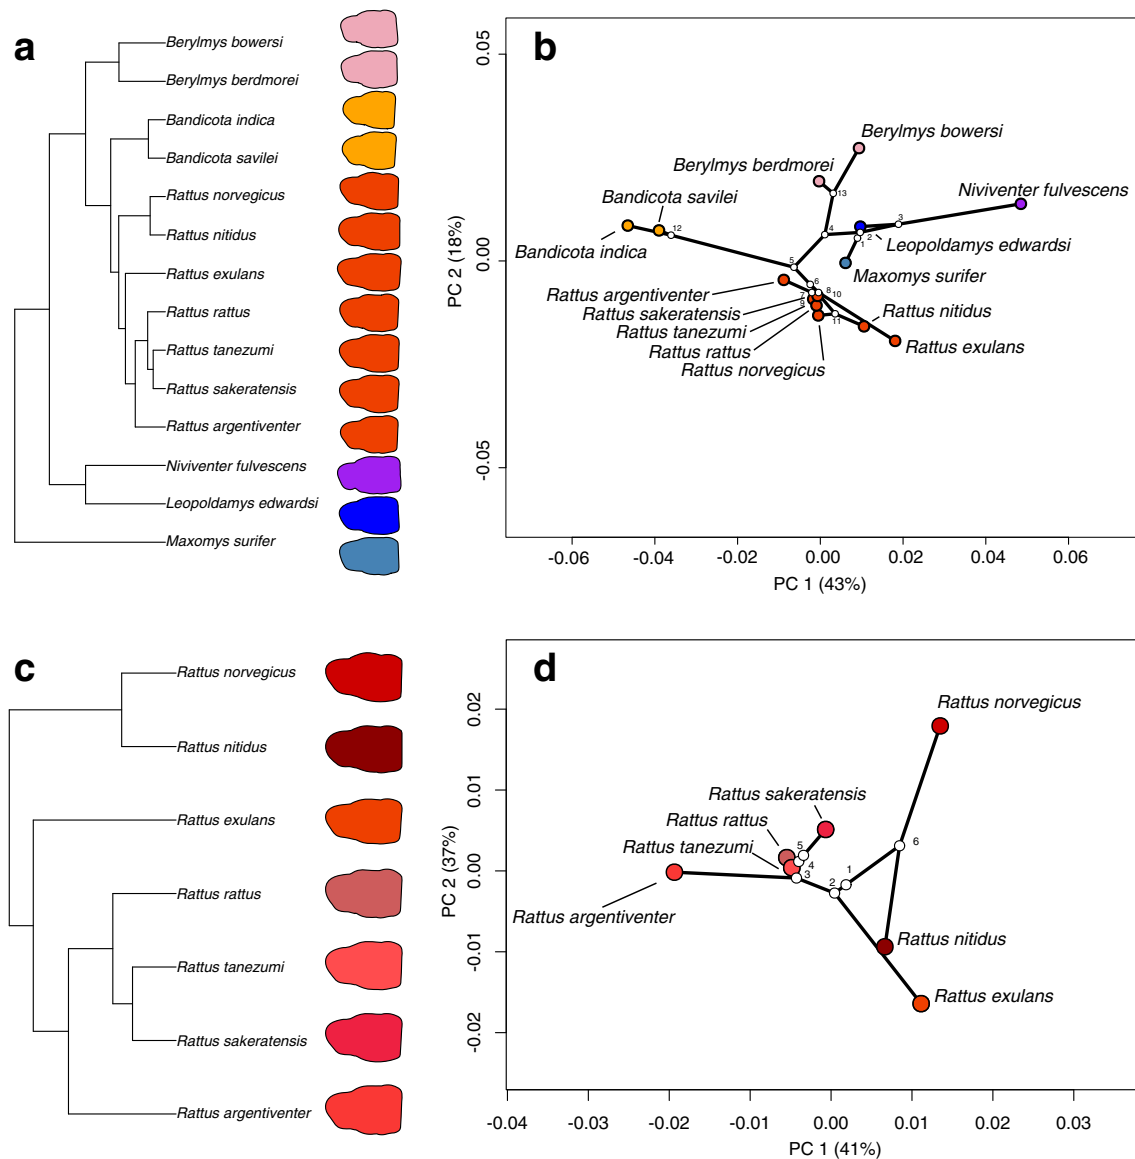 a
Berylmys bowersi
Berylmys berdmorei
Bandicota indica
Bandicota savilei
Rattus norvegicus
Rattus nitidus
Rattus exulans
Rattus rattus
Rattus tanezumi
Rattus sakeratensis
Rattus argentiventer
Niviventer fulvescens
Leopoldamys edwardsi
Maxomys surifer
b
0.05
0.00
-0.05
PC 2 (18%)
Berylmys bowersi
Berylmys berdmorei
13
Niviventer fulvescens
Bandicota savilei
12
3
4
2
1
Leopoldamys edwardsi
Bandicota indica
5
Maxomys surifer
6
Rattus argentiventer
7
8
10
9
Rattus sakeratensis
11
Rattus nitidus
Rattus tanezumi
Rattus exulans
Rattus rattus
Rattus norvegicus
-0.06
-0.04
-0.02
0.00
0.02
0.04
0.06
PC 1 (43%)
c
Rattus norvegicus
Rattus nitidus
Rattus exulans
Rattus rattus
Rattus tanezumi
Rattus sakeratensis
Rattus argentiventer
d
0.02
0.01
0.00
-0.01
-0.02
PC 2 (37%)
Rattus norvegicus
Rattus sakeratensis
Rattus rattus
Rattus tanezumi
5
4
3
2
1
6
Rattus argentiventer
Rattus nitidus
Rattus exulans
-0.04
-0.03
-0.02
-0.01
0.00
0.01
0.02
0.03
PC 1 (41%)